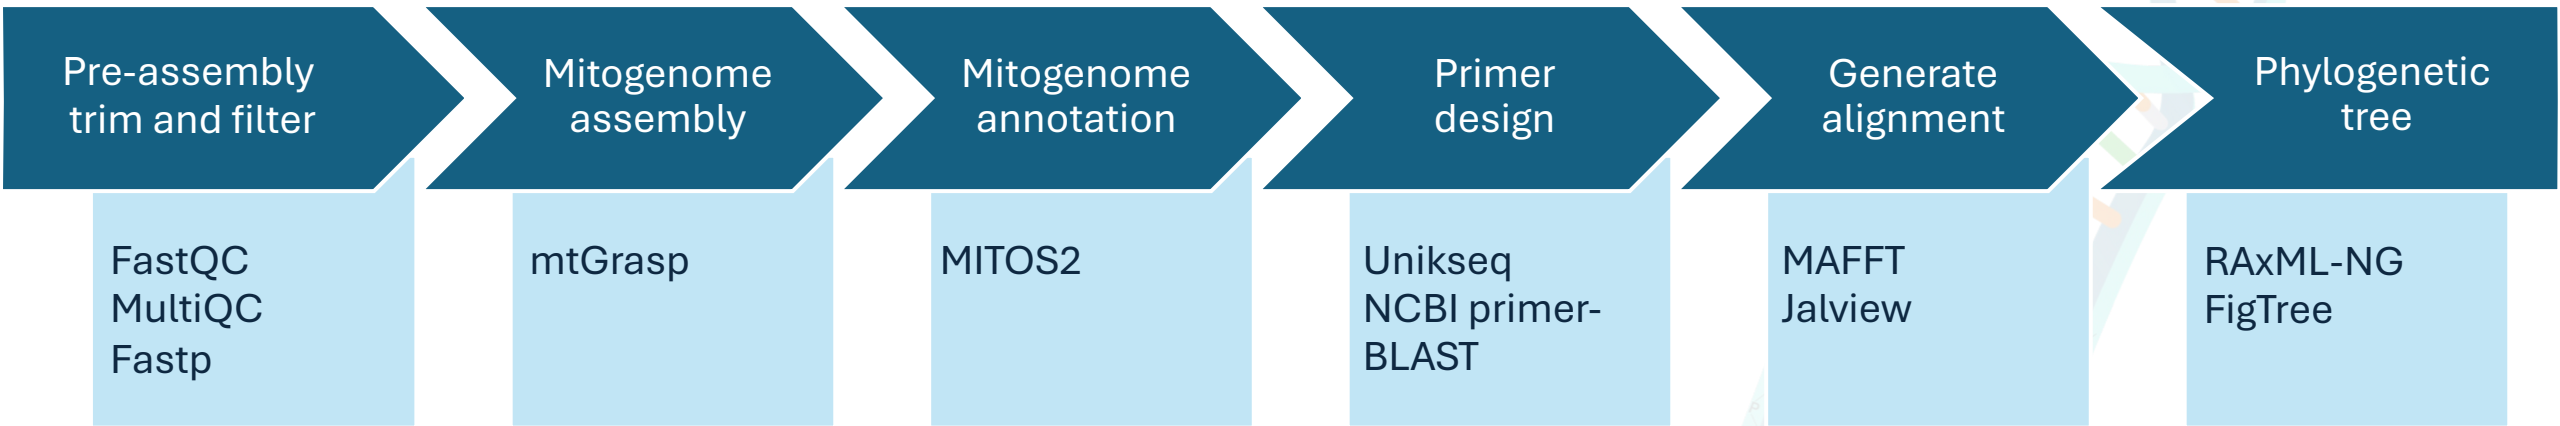 Pre-assembly
trim and filter
FastQC
MultiQC
Fastp
Mitogenome
assembly
mtGrasp
Mitogenome
annotation
MITOS2
Primer
design
Unikseq
NCBI primer-
BLAST
Generate
alignment
MAFFT
Jalview
Phylogenetic
tree
RAxML-NG
FigTree